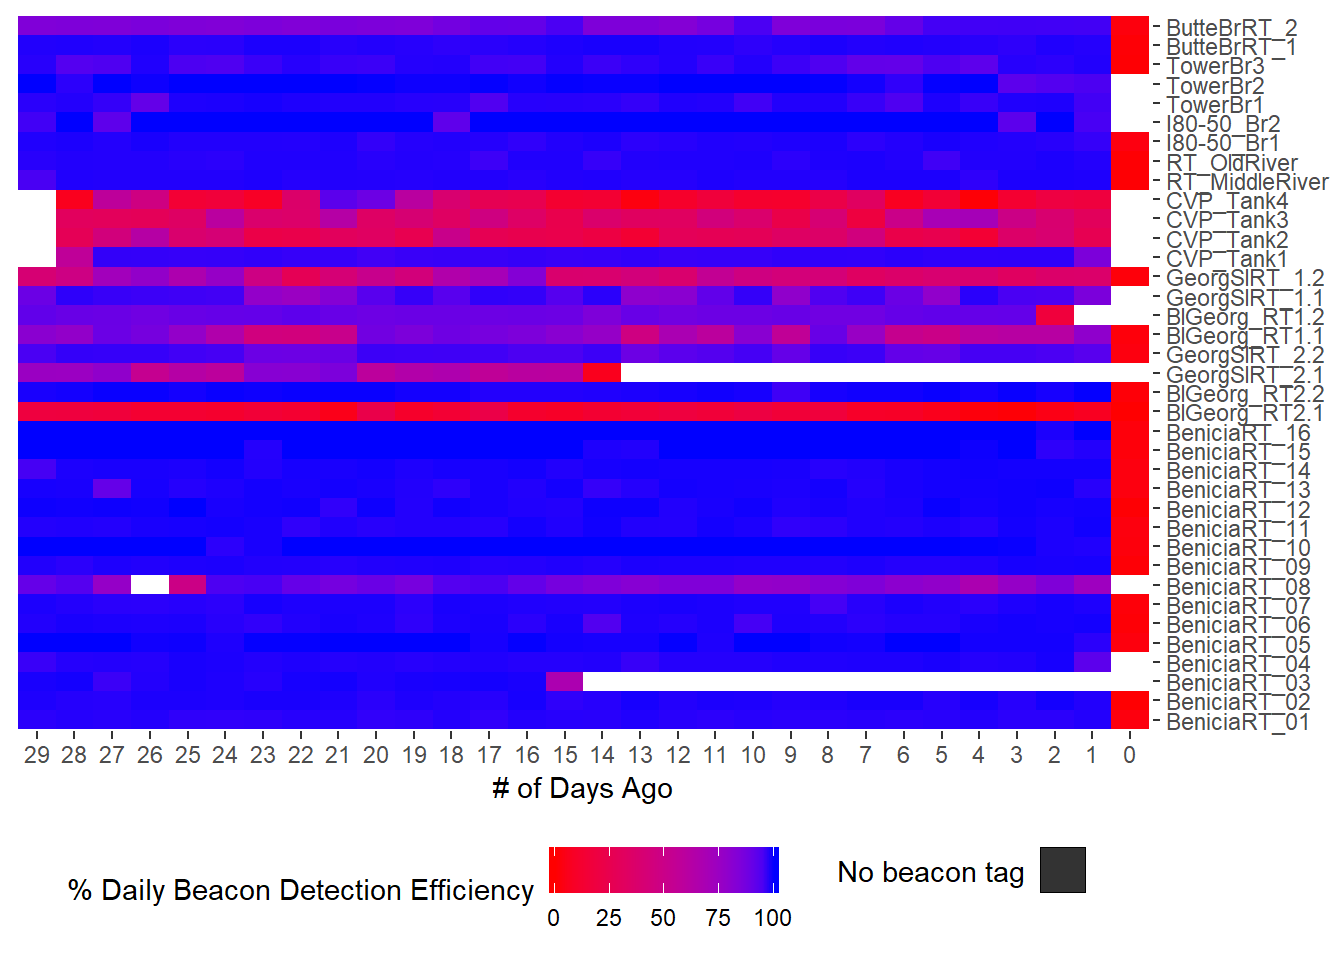 ButteBrRT_2
ButteBrRT_1
TowerBr3
TowerBr2
TowerBr1
I80-50_Br2
I80-50_Br1
RT_OldRiver
RT_MiddleRiver
CVP_Tank4
CVP_Tank3
CVP_Tank2
CVP_Tank1
GeorgSlRT_1.2
GeorgSlRT_1.1
BlGeorg_RT1.2
BlGeorg_RT1.1
GeorgSlRT_2.2
GeorgSlRT_2.1
BlGeorg_RT2.2
BlGeorg_RT2.1
BeniciaRT_16
BeniciaRT_15
BeniciaRT_14
BeniciaRT_13
BeniciaRT_12
BeniciaRT_11
BeniciaRT_10
BeniciaRT_09
BeniciaRT_08
BeniciaRT_07
BeniciaRT_06
BeniciaRT_05
BeniciaRT_04
BeniciaRT_03
BeniciaRT_02
BeniciaRT_01
29 28 27 26 25 24 23 22 21 20 19 18 17 16 15 14 13 12 11 10 9 8 7 6 5 4 3 2 1 0
# of Days Ago
% Daily Beacon Detection Efficiency
0 25 50 75 100
No beacon tag